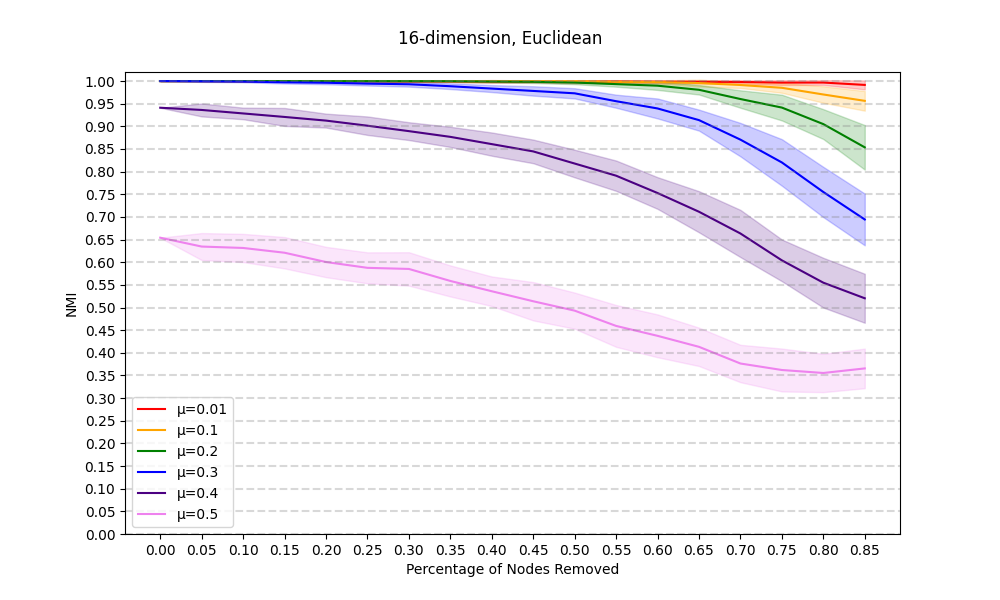 16-dimension, Euclidean
1.00
0.95
0.90
0.85
0.80
0.75
0.70
0.65
0.60
0.55
0.50
0.45
0.40
0.35
0.30
0.25
0.20
0.15
0.10
0.05
0.00
NMI
μ=0.01
μ=0.1
μ=0.2
μ=0.3
μ=0.4
μ=0.5
0.00 0.05 0.10 0.15 0.20 0.25 0.30 0.35 0.40 0.45 0.50 0.55 0.60 0.65 0.70 0.75 0.80 0.85
Percentage of Nodes Removed